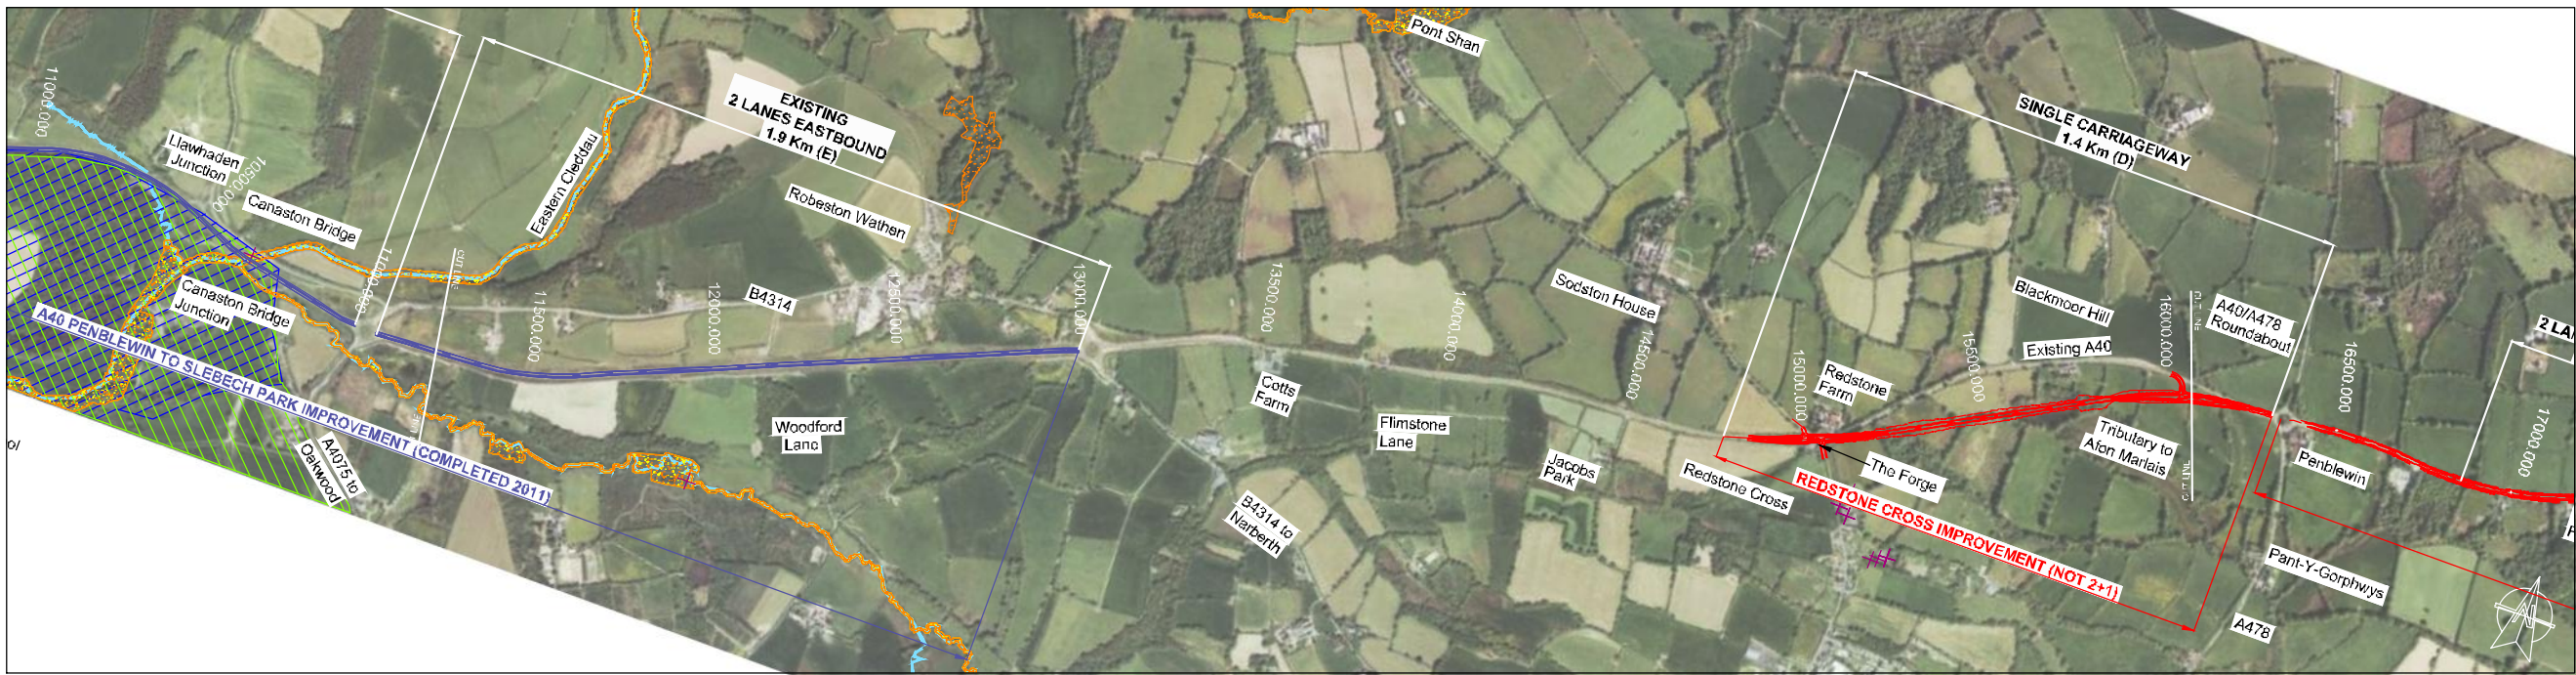 11000.000
Llawhaden
Junction
10500.000
Canaston Bridge
Canaston Bridge
Junction
A40 PENBLEWIN TO SLEBECH PARK IMPROVEMENT (COMPLETED 2011)
A4075 to
Oakwood
11000.000
Eastern Cleddau
EXISTING
2 LANES EASTBOUND
1.9 Km (E)
Robeston Wathen
B4314
11500.000
12000.000
12500.000
13000.000
Woodford
Lane
Pont Shan
13500.000
14000.000
14500.000
Cotts
Farm
Flimstone
Lane
B4314 to
Narberth
Jacobs
Park
Sodston House
SINGLE CARRIAGEWAY
1.4 Km (D)
Redstone
Farm
15000.000
15500.000
16000.000
Blackmoor Hill
Existing A40
A40/A478
Roundabout
Redstone Cross
The Forge
REDSTONE CROSS IMPROVEMENT (NOT 2+1)
Tributary to
Afon Marlais
Penblewin
16500.000
17000.000
Pant-Y-Gorphwys
A478
2 LA
ol